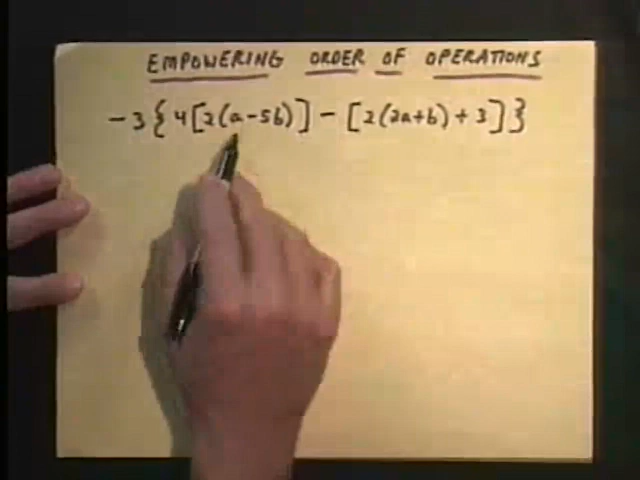 EMPOWERING ORDER OF OPERATIONS
-3{4[2(a-5b)]-[2(2a+b)+3]}